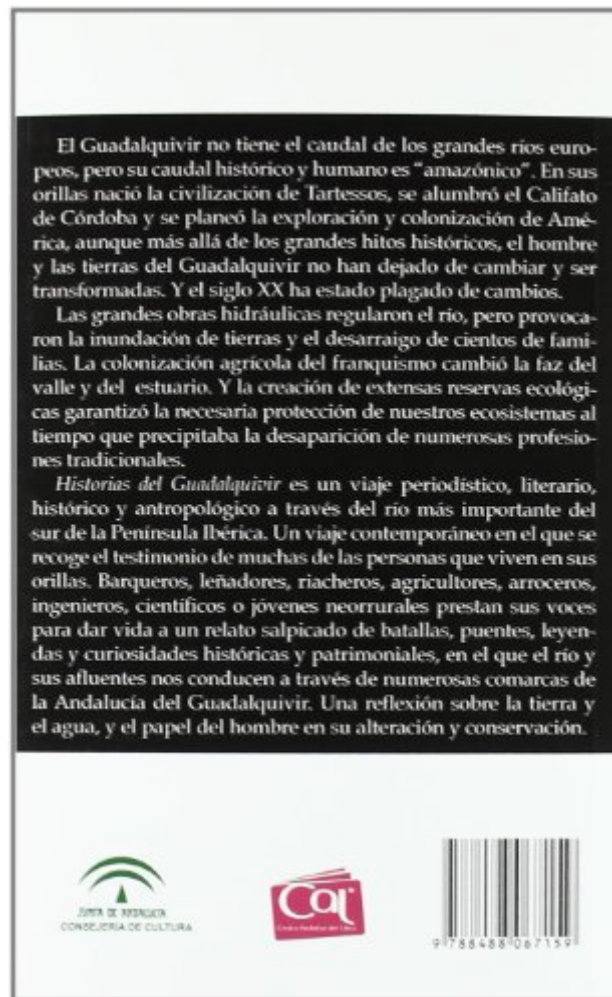 El Guadalquivir no tiene el caudal de los grandes ríos euro-
peos, pero su caudal histórico y humano es "amazónico". En sus
orillas nació la civilización de Tartessos, se alumbró el Califato
de Córdoba y se planeó la exploración y colonización de Amé-
rica, aunque más allá de los grandes hitos históricos, el hombre
y las tierras del Guadalquivir no han dejado de cambiar y ser
transformadas. Y el siglo XX ha estado plagado de cambios.
Las grandes obras hidráulicas regularon el río, pero provoca-
ron la inundación de tierras y el desarraigo de cientos de fami-
lias. La colonización agrícola del franquismo cambió la faz del
valle y del estuario. Y la creación de extensas reservas ecológi-
cas garantizó la necesaria protección de nuestros ecosistemas al
tiempo que precipitaba la desaparición de numerosas profesio-
nes tradicionales.
Historias del Guadalquivir es un viaje periodístico, literario,
histórico y antropológico a través del río más importante del
sur de la Península Ibérica. Un viaje contemporáneo en el que se
recoge el testimonio de muchas de las personas que viven en sus
orillas. Barqueros, leñadores, riacheros, agricultores, arroceros,
ingenieros, científicos o jóvenes neorrurales prestan sus voces
para dar vida a un relato salpicado de batallas, puentes, leyen-
das y curiosidades históricas y patrimoniales, en el que el río y
sus afluentes nos conducen a través de numerosas comarcas de
la Andalucía del Guadalquivir. Una reflexión sobre la tierra y
el agua, y el papel del hombre en su alteración y conservación.
JUNTA DE ANDALUCIA
CONSEJERÍA DE CULTURA
Cal
Centro Andaluz del Libro
9 788488 067159